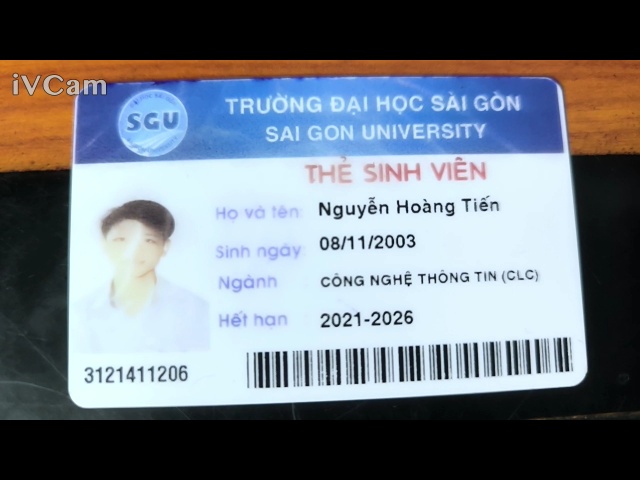 iVCam
SGU
TRƯỜNG ĐẠI HỌC SÀI GÒN
SAI GON UNIVERSITY
THẺ SINH VIÊN
Họ và tên: Nguyễn Hoàng Tiến
Sinh ngày: 08/11/2003
Ngành CÔNG NGHỆ THÔNG TIN (CLC)
Hết hạn 2021-2026
3121411206